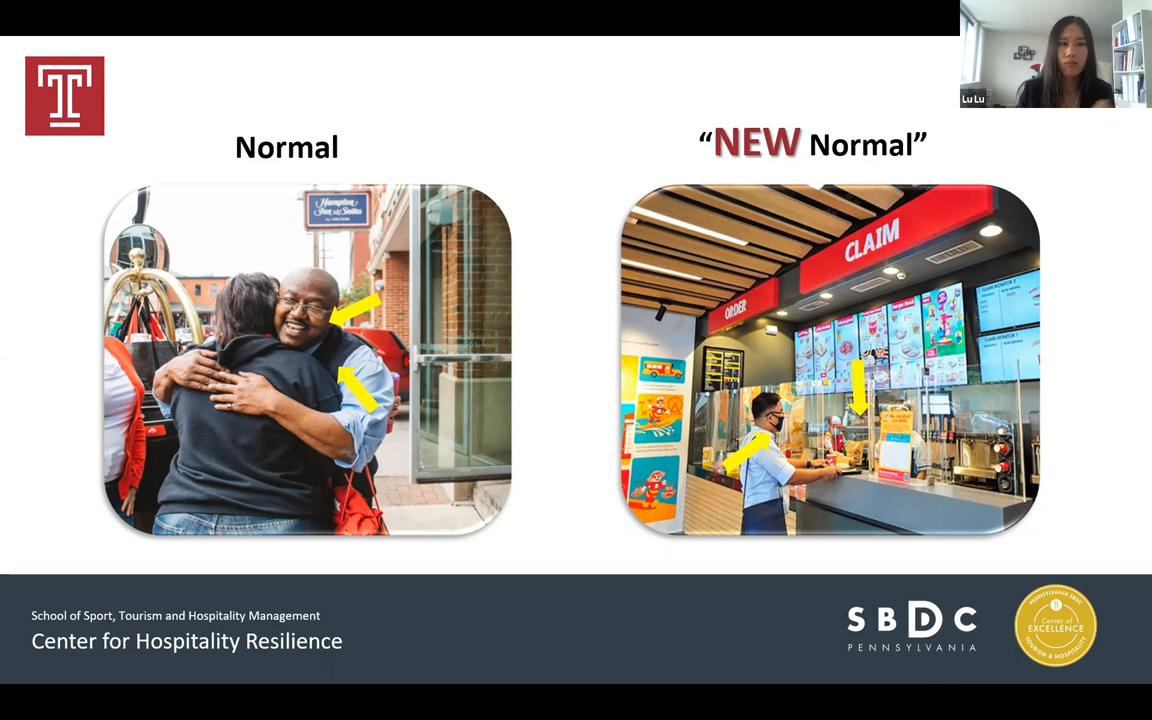 Lu Lu
T
Normal
“NEW Normal”
Hampton
Inn & Suites
by HILTON
CLAIM
ORDER
CLAIM MONITOR 2
CLAIM MONITOR 1
School of Sport, Tourism and Hospitality Management
Center for Hospitality Resilience
SBDC
PENNSYLVANIA
PENNSYLVANIA SBDC
Center of
EXCELLENCE
TOURISM & HOSPITALITY